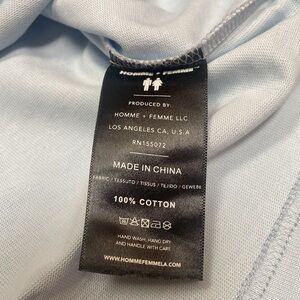 HOMME + FEMME
PRODUCED BY:
HOMME + FEMME LLC
LOS ANGELES CA, U.S.A
RN155072
MADE IN CHINA
FABRIC / TESSUTO / TISSUS / TEJIDO / GEWEBE
100% COTTON
HAND WASH, HANG DRY
AND HANDLE WITH CARE
WWW.HOMMEFEMMELA.COM